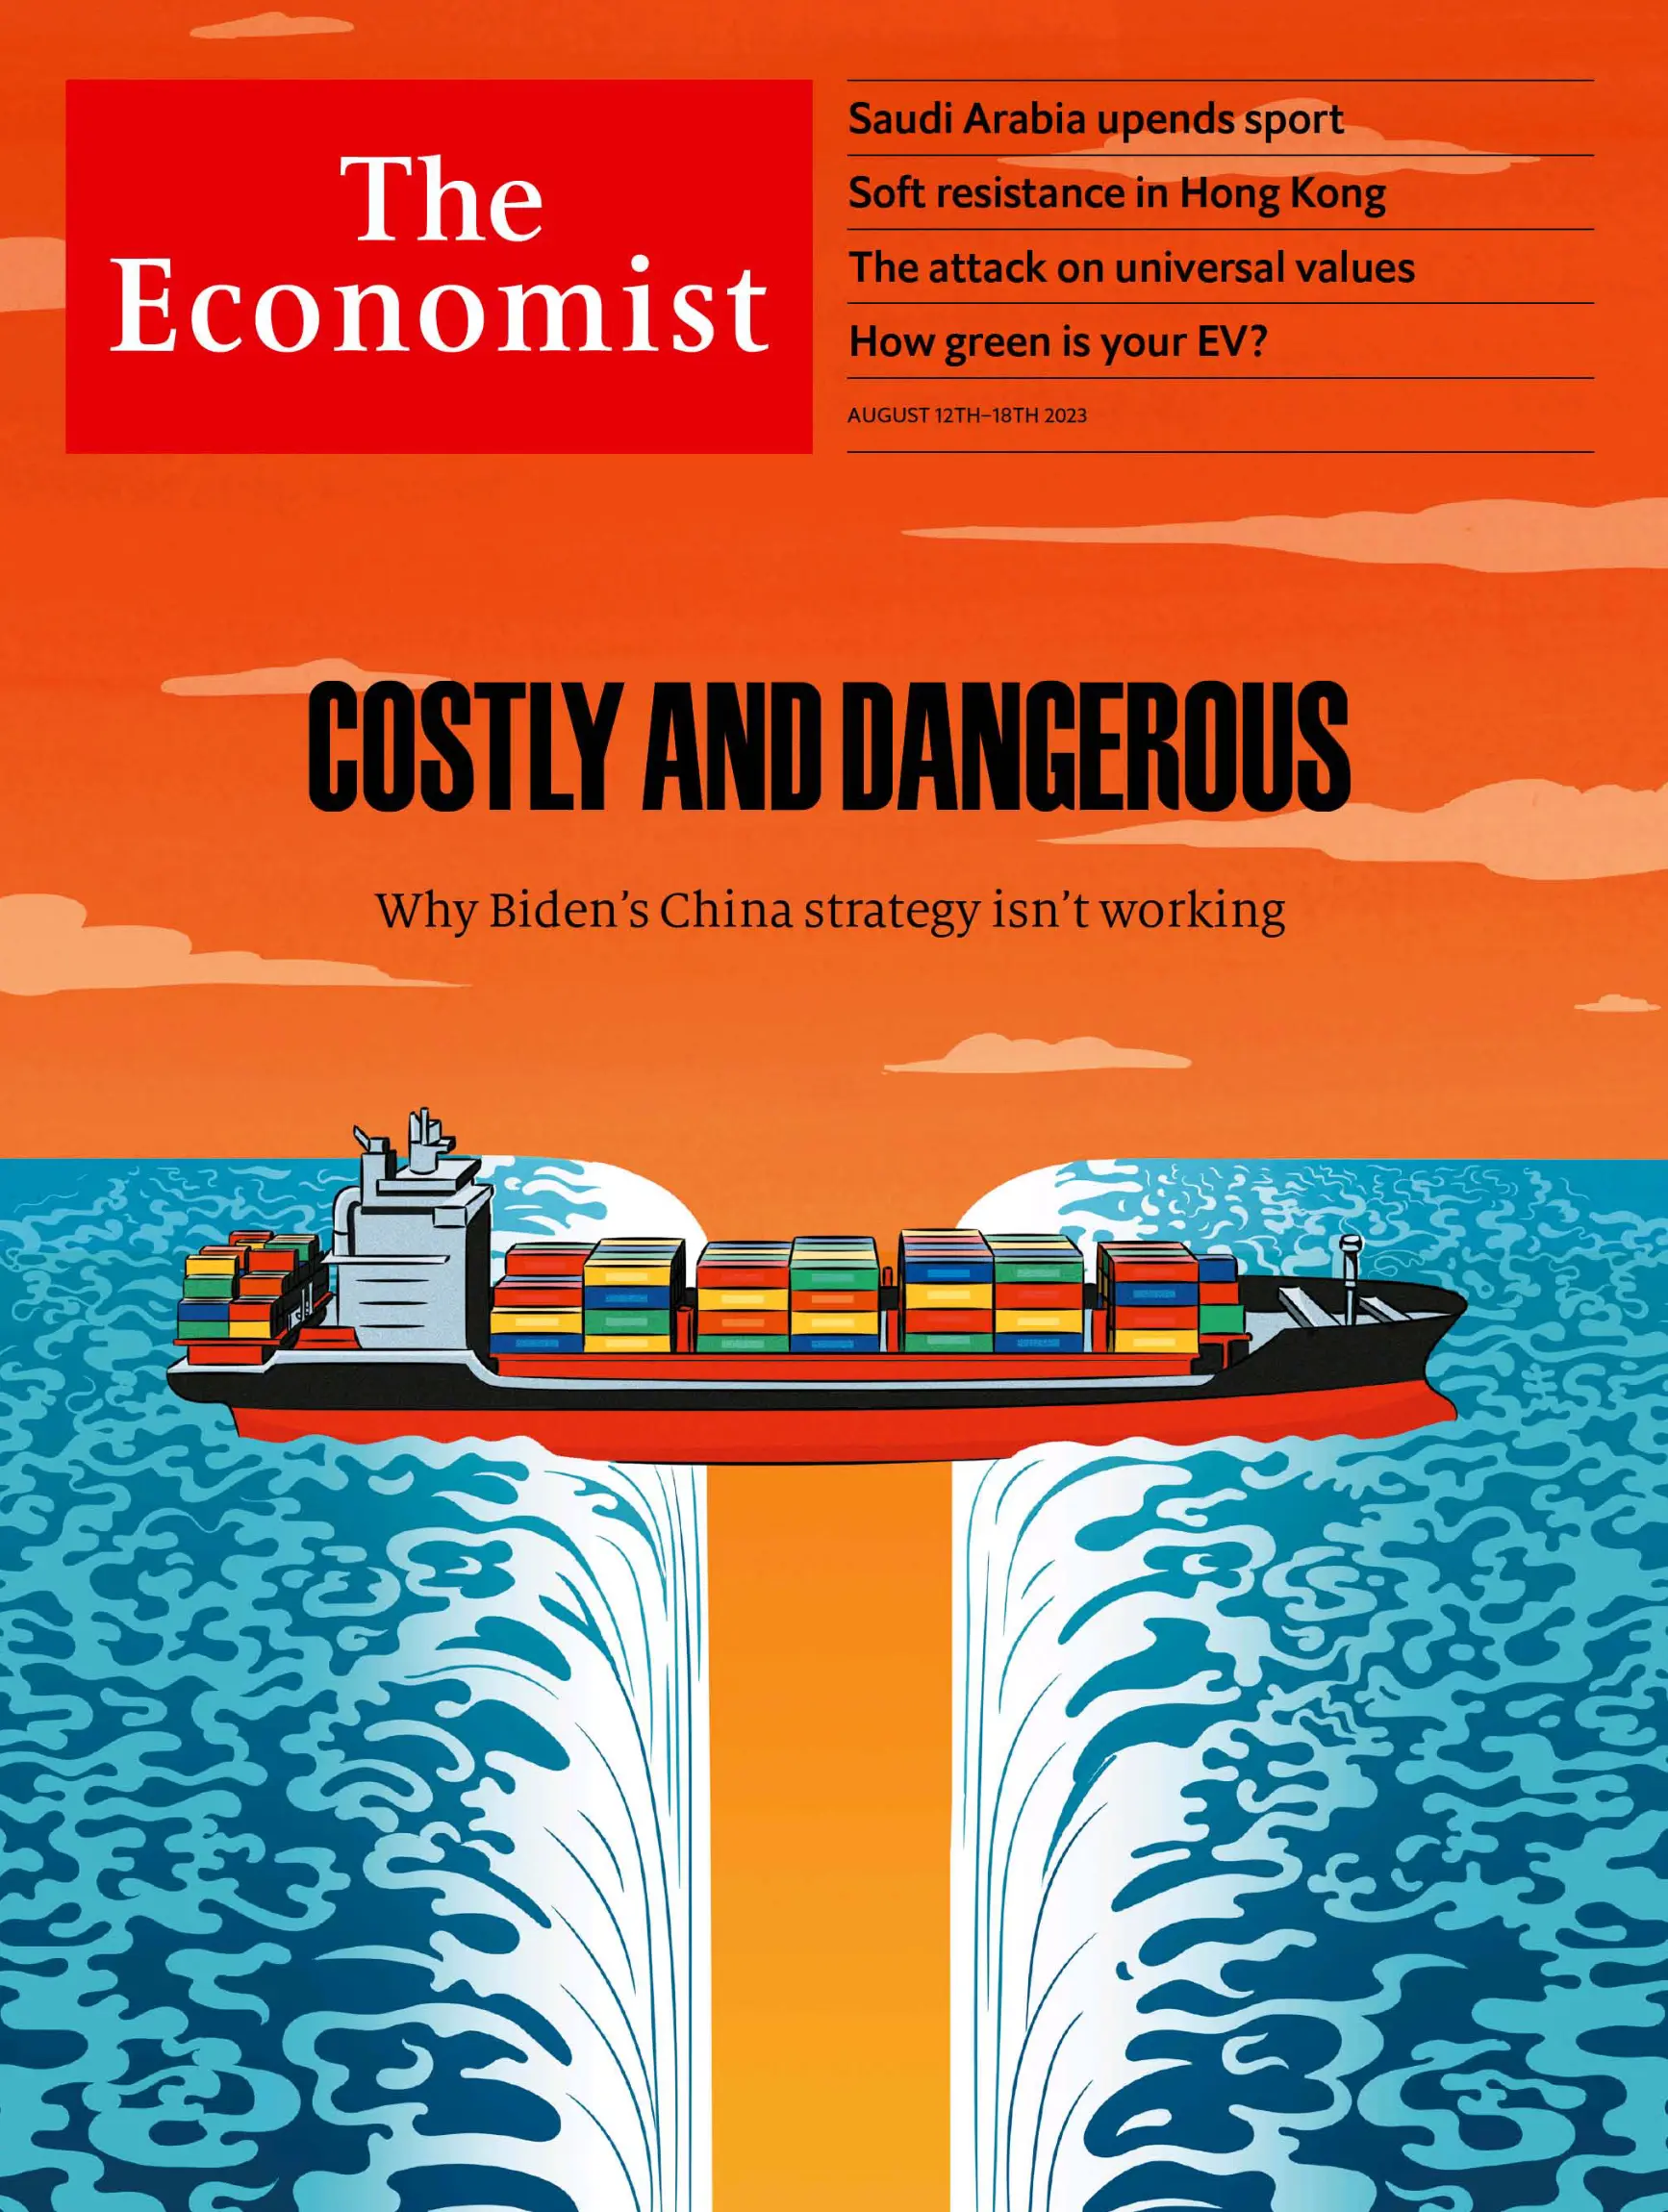 The
Economist
Saudi Arabia upends sport
Soft resistance in Hong Kong
The attack on universal values
How green is your EV?
AUGUST 12TH–18TH 2023
COSTLY AND DANGEROUS
Why Biden’s China strategy isn’t working